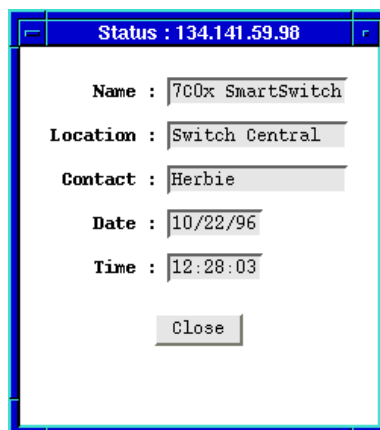 Status : 134.141.59.98
Name : 7C0x SmartSwitch
Location : Switch Central
Contact : Herbie
Date : 10/22/96
Time : 12:28:03
Close